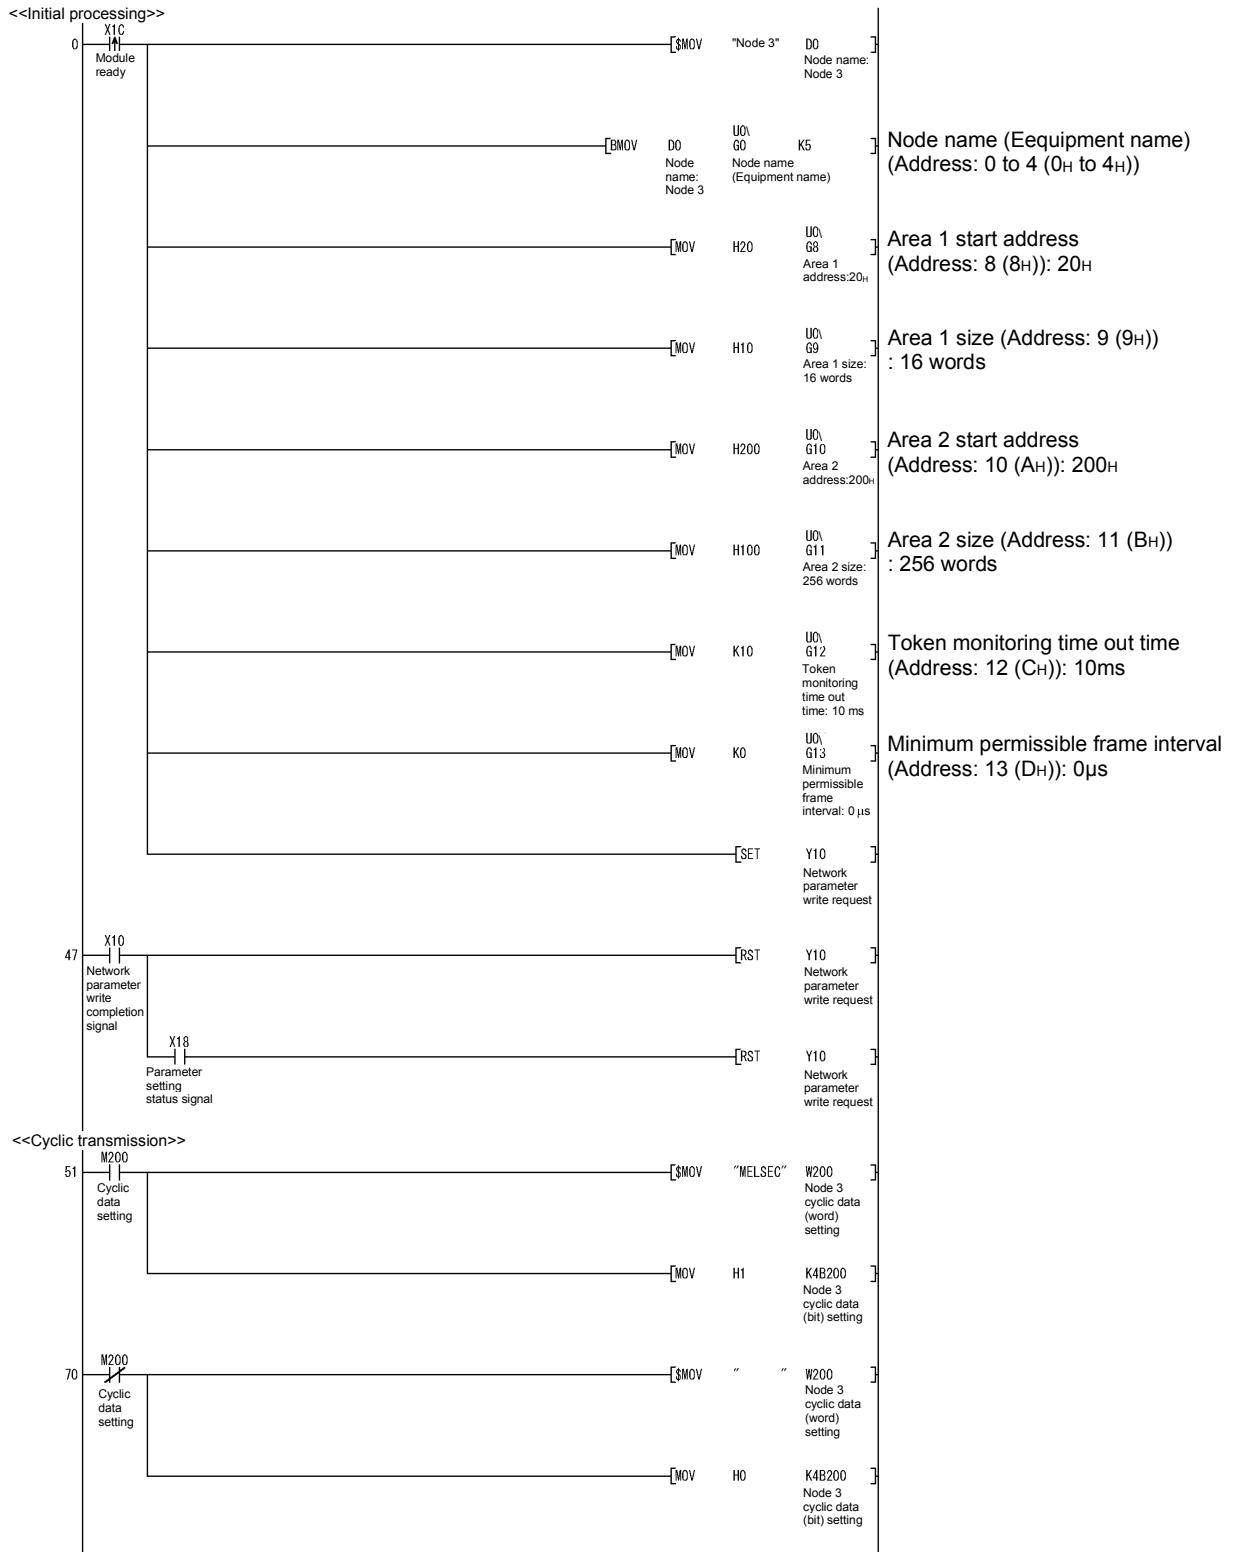 <<Initial processing>>
X1C
0
Module
ready
[$MOV "Node 3" D0 ]
Node name:
Node 3
U0\
[BMOV D0 G0 K5 ]
Node
name:
Node 3
Node name
(Equipment name)
Node name (Eequipment name)
(Address: 0 to 4 (0H to 4H))
U0\
[MOV H20 G8 ]
Area 1
address:20H
Area 1 start address
(Address: 8 (8H)): 20H
U0\
[MOV H10 G9 ]
Area 1 size:
16 words
Area 1 size (Address: 9 (9H))
: 16 words
U0\
[MOV H200 G10 ]
Area 2
address:200H
Area 2 start address
(Address: 10 (AH)): 200H
U0\
[MOV H100 G11 ]
Area 2 size:
256 words
Area 2 size (Address: 11 (BH))
: 256 words
U0\
[MOV K10 G12 ]
Token
monitoring
time out
time: 10 ms
Token monitoring time out time
(Address: 12 (CH)): 10ms
U0\
[MOV K0 G13 ]
Minimum
permissible
frame
interval: 0 μs
Minimum permissible frame interval
(Address: 13 (DH)): 0μs
[SET Y10 ]
Network
parameter
write request
X10
47
Network
parameter
write
completion
signal
[RST Y10 ]
Network
parameter
write request
X18
Parameter
setting
status signal
[RST Y10 ]
Network
parameter
write request
<<Cyclic transmission>>
M200
51
Cyclic
data
setting
[$MOV "MELSEC" W200 ]
Node 3
cyclic data
(word)
setting
[MOV H1 K4B200 ]
Node 3
cyclic data
(bit) setting
M200
70
Cyclic
data
setting
[$MOV " " W200 ]
Node 3
cyclic data
(word)
setting
[MOV H0 K4B200 ]
Node 3
cyclic data
(bit) setting